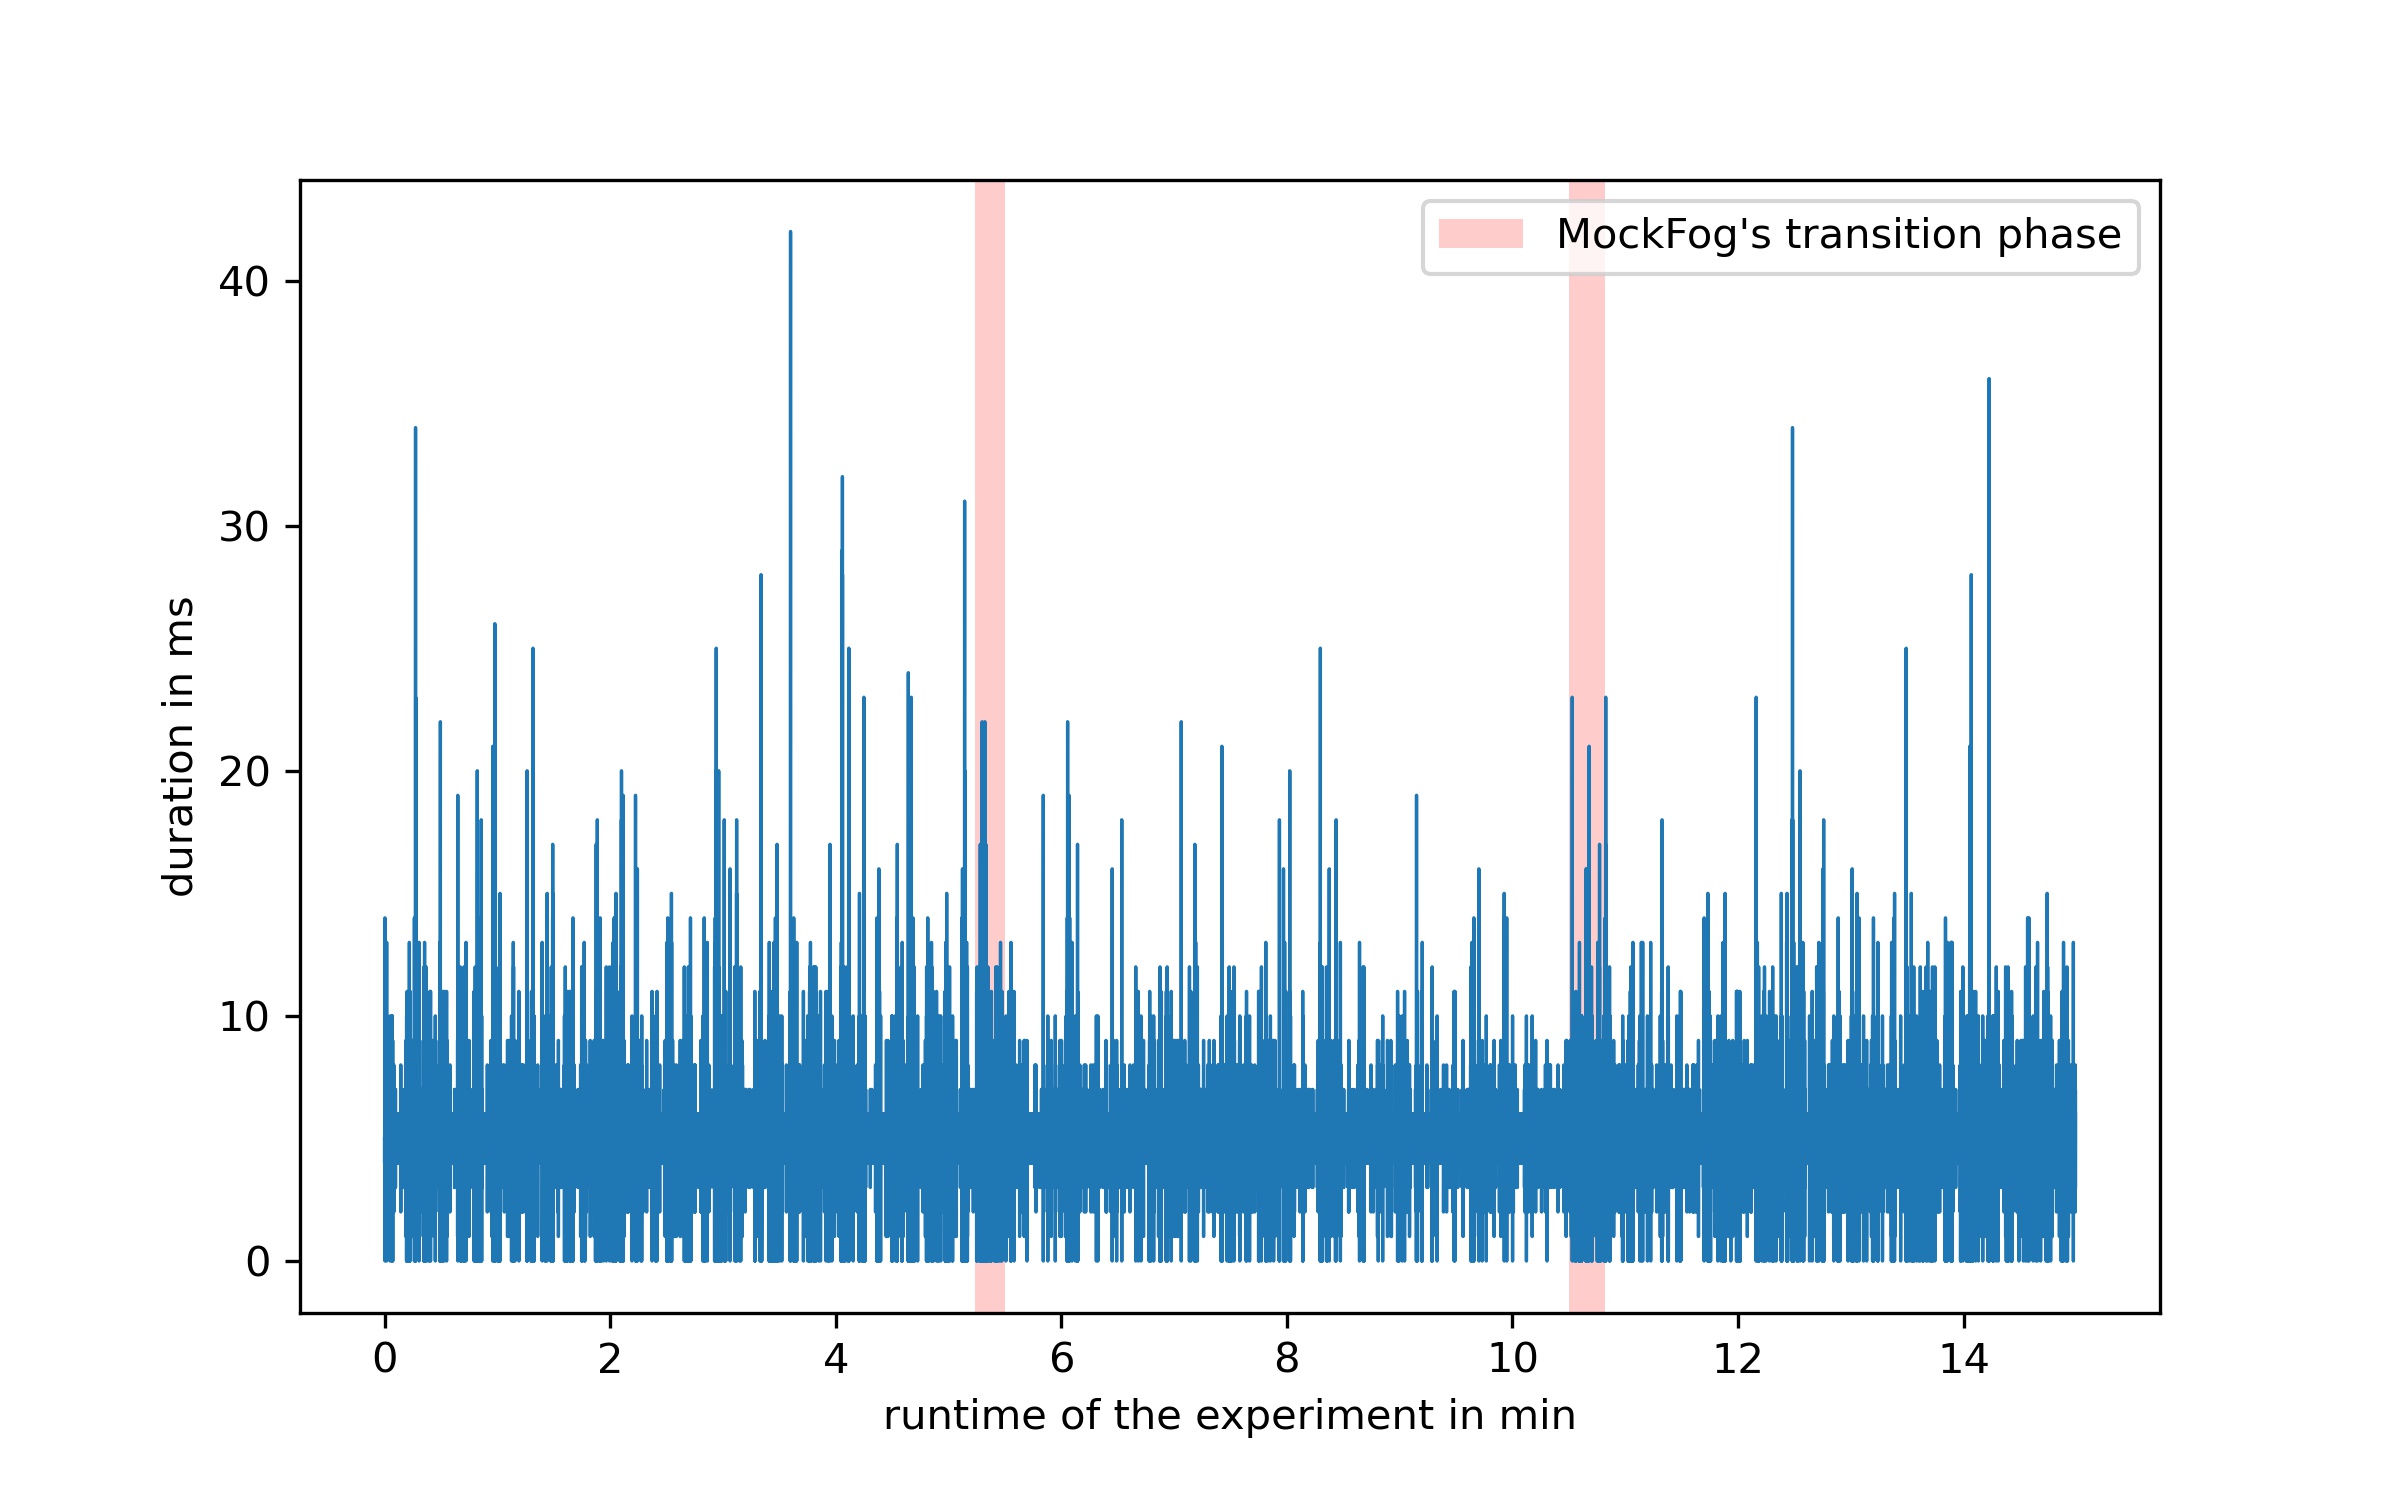 MockFog's transition phase
40
30
20
10
0
duration in ms
0 2 4 6 8 10 12 14
runtime of the experiment in min